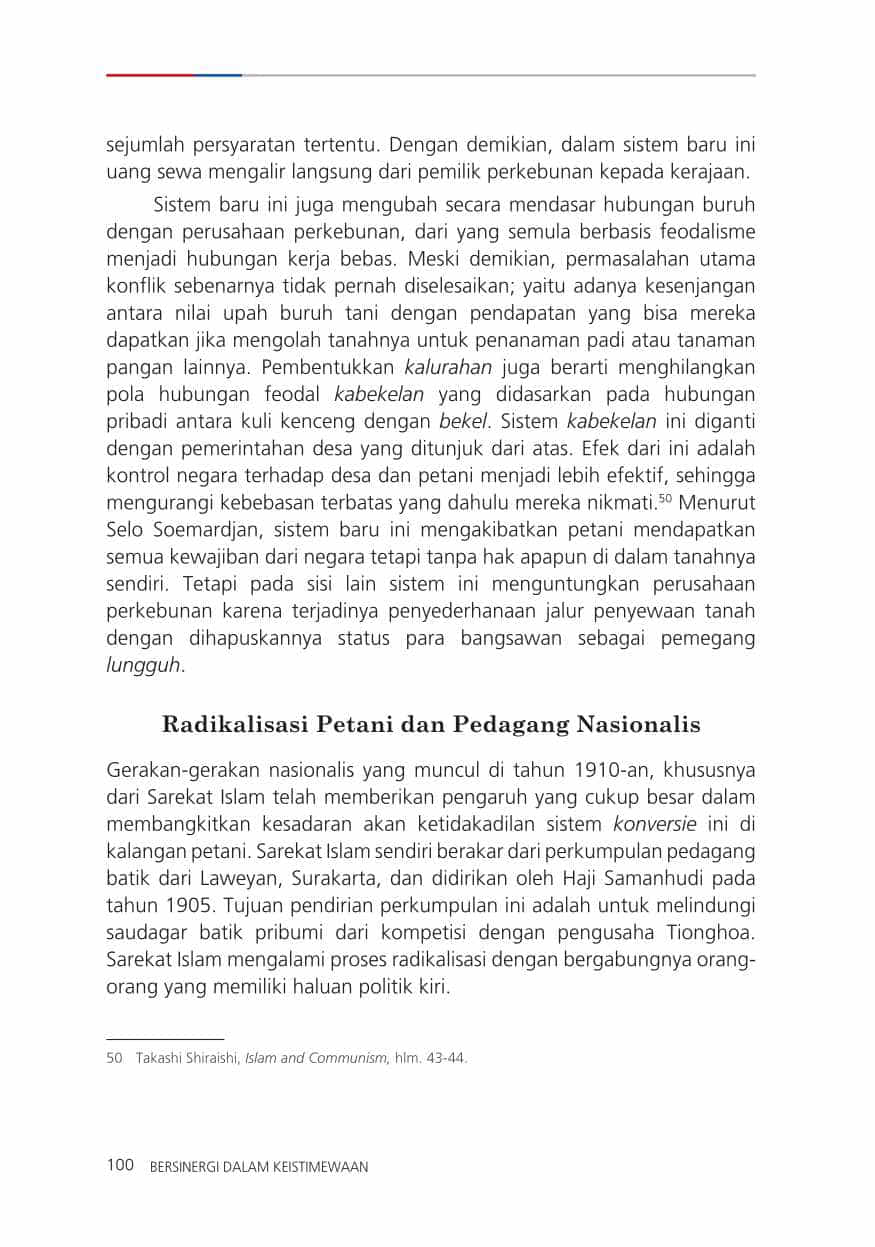 sejumlah persyaratan tertentu. Dengan demikian, dalam sistem baru ini
uang sewa mengalir langsung dari pemilik perkebunan kepada kerajaan.
Sistem baru ini juga mengubah secara mendasar hubungan buruh
dengan perusahaan perkebunan, dari yang semula berbasis feodalisme
menjadi hubungan kerja bebas. Meski demikian, permasalahan utama
konflik sebenarnya tidak pernah diselesaikan; yaitu adanya kesenjangan
antara nilai upah buruh tani dengan pendapatan yang bisa mereka
dapatkan jika mengolah tanahnya untuk penanaman padi atau tanaman
pangan lainnya. Pembentukkan kalurahan juga berarti menghilangkan
pola hubungan feodal kabekelan yang didasarkan pada hubungan
pribadi antara kuli kenceng dengan bekel. Sistem kabekelan ini diganti
dengan pemerintahan desa yang ditunjuk dari atas. Efek dari ini adalah
kontrol negara terhadap desa dan petani menjadi lebih efektif, sehingga
mengurangi kebebasan terbatas yang dahulu mereka nikmati.50 Menurut
Selo Soemardjan, sistem baru ini mengakibatkan petani mendapatkan
semua kewajiban dari negara tetapi tanpa hak apapun di dalam tanahnya
sendiri. Tetapi pada sisi lain sistem ini menguntungkan perusahaan
perkebunan karena terjadinya penyederhanaan jalur penyewaan tanah
dengan dihapuskannya status para bangsawan sebagai pemegang
lungguh.
Radikalisasi Petani dan Pedagang Nasionalis
Gerakan-gerakan nasionalis yang muncul di tahun 1910-an, khususnya
dari Sarekat Islam telah memberikan pengaruh yang cukup besar dalam
membangkitkan kesadaran akan ketidakadilan sistem konversie ini di
kalangan petani. Sarekat Islam sendiri berakar dari perkumpulan pedagang
batik dari Laweyan, Surakarta, dan didirikan oleh Haji Samanhudi pada
tahun 1905. Tujuan pendirian perkumpulan ini adalah untuk melindungi
saudagar batik pribumi dari kompetisi dengan pengusaha Tionghoa.
Sarekat Islam mengalami proses radikalisasi dengan bergabungnya orang-
orang yang memiliki haluan politik kiri.
50 Takashi Shiraishi, Islam and Communism, hlm. 43-44.
100 BERSINERGI DALAM KEISTIMEWAAN